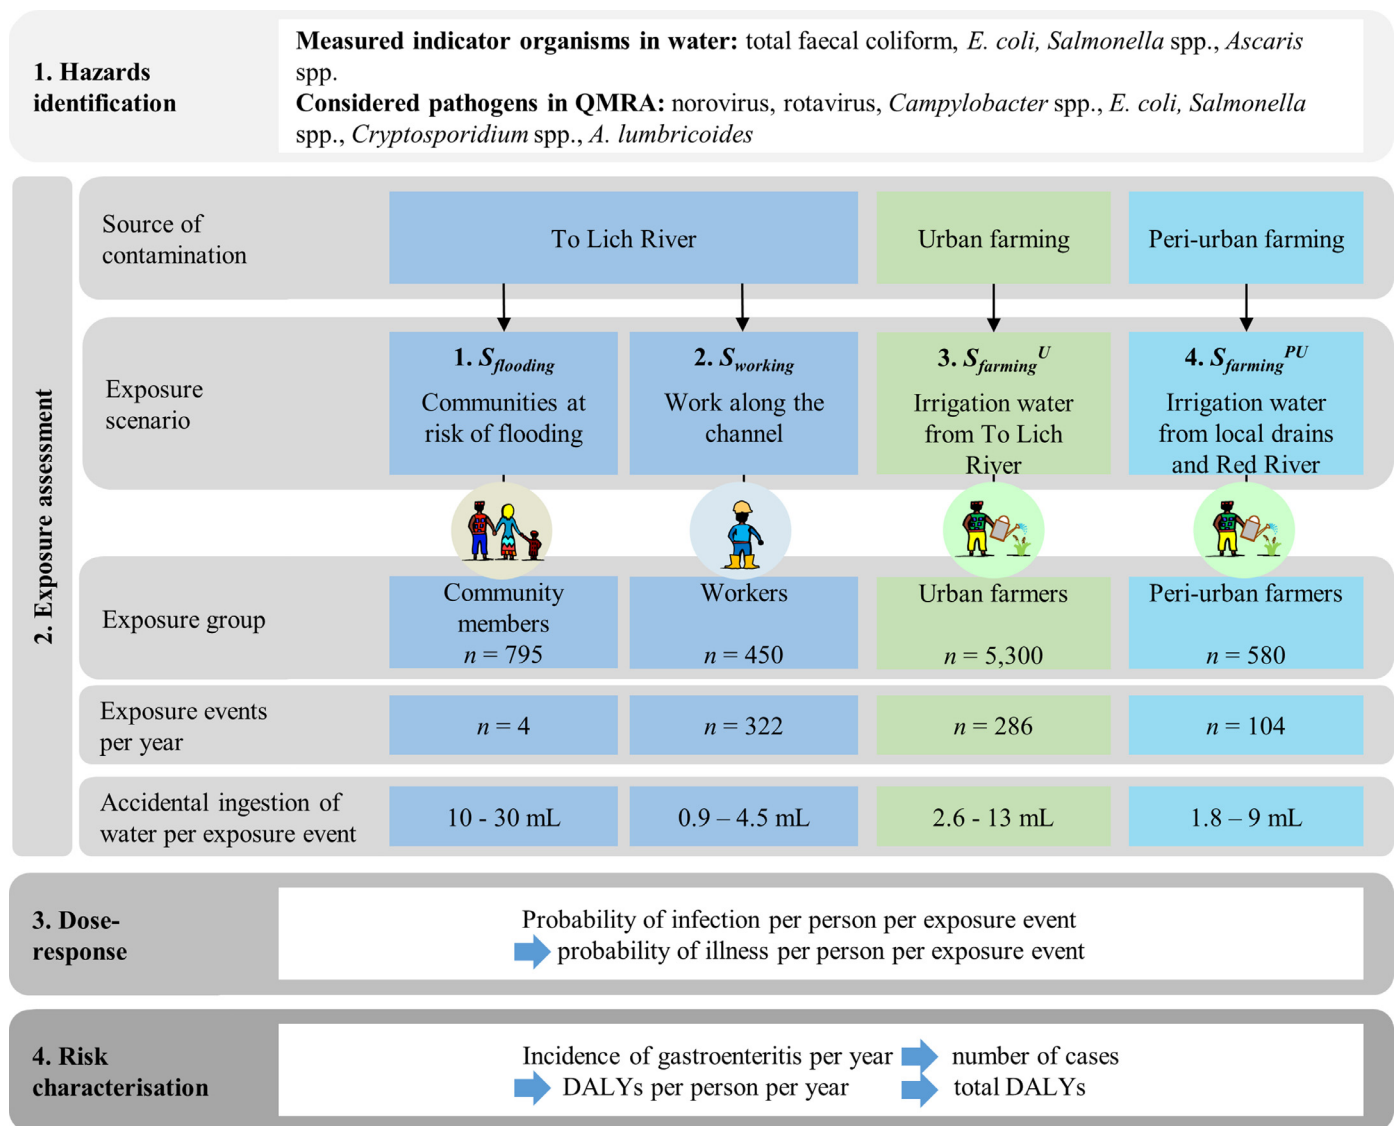 1. Hazards
identification
Measured indicator organisms in water: total faecal coliform, E. coli, Salmonella spp., Ascaris
spp.
Considered pathogens in QMRA: norovirus, rotavirus, Campylobacter spp., E. coli, Salmonella
spp., Cryptosporidium spp., A. lumbricoides
2. Exposure assessment
Source of
contamination
To Lich River
Urban farming
Peri-urban farming
Exposure
scenario
1. Sflooding
Communities at
risk of flooding
2. Sworking
Work along the
channel
3. SfarmingU
Irrigation water
from To Lich
River
4. SfarmingPU
Irrigation water
from local drains
and Red River
Exposure group
Community
members
n = 795
Workers
n = 450
Urban farmers
n = 5,300
Peri-urban farmers
n = 580
Exposure events
per year
n = 4
n = 322
n = 286
n = 104
Accidental ingestion of
water per exposure event
10 - 30 mL
0.9 – 4.5 mL
2.6 - 13 mL
1.8 – 9 mL
3. Dose-
response
Probability of infection per person per exposure event
probability of illness per person per exposure event
4. Risk
characterisation
Incidence of gastroenteritis per year
number of cases
DALYs per person per year
total DALYs